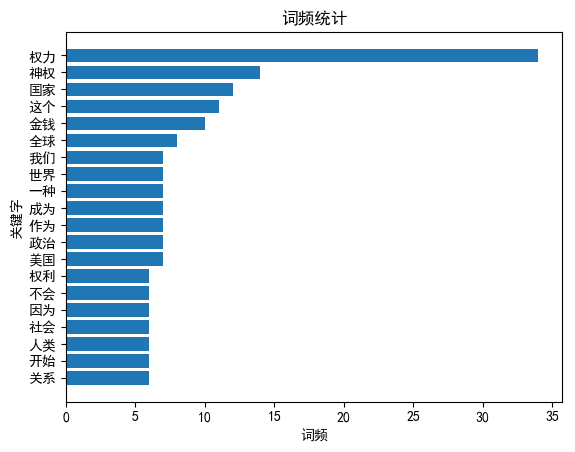 词频统计
权力
神权
国家
这个
金钱
全球
我们
世界
一种
成为
作为
政治
美国
权利
不会
因为
社会
人类
开始
关系
关键字
0 5 10 15 20 25 30 35
词频